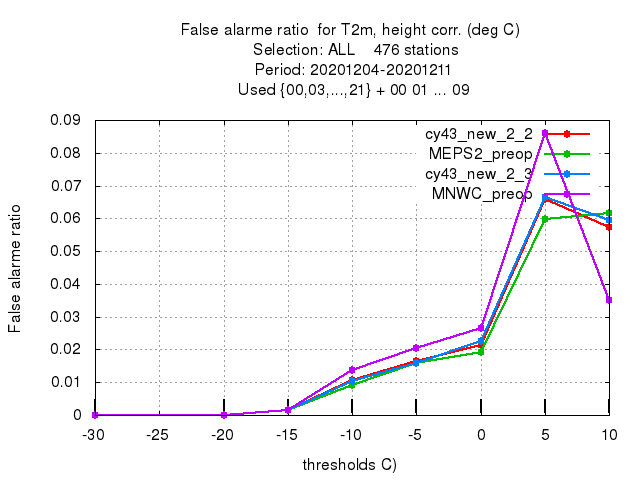 False alarme ratio  for T2m, height corr. (deg C)
Selection: ALL    476 stations
Period: 20201204-20201211
Used {00,03,...,21} + 00 01 ... 09
cy43_new_2_2
MEPS2_preop
cy43_new_2_3
MNWC_preop
False alarme ratio
0.09
0.08
0.07
0.06
0.05
0.04
0.03
0.02
0.01
0
-30 -25 -20 -15 -10 -5 0 5 10
thresholds C)